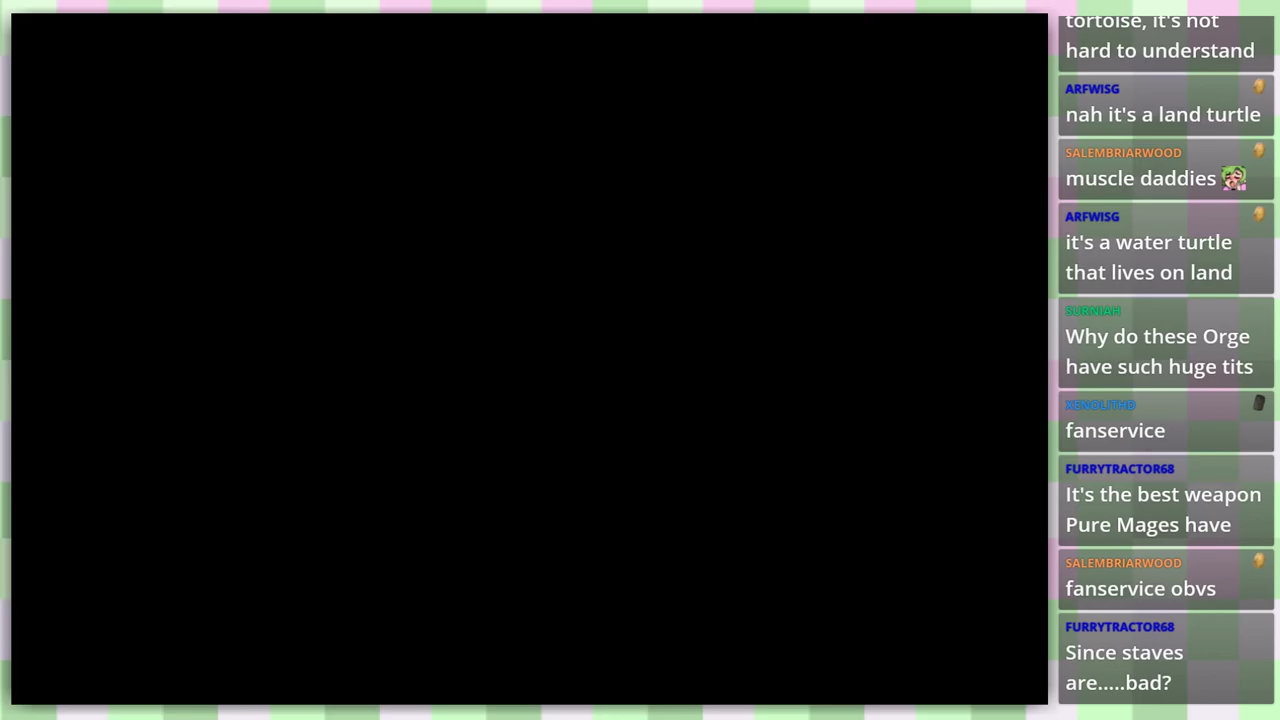 tortoise, it's not
hard to understand
ARFWISG
nah it's a land turtle
SALEMBRIARWOOD
muscle daddies
ARFWISG
it's a water turtle
that lives on land
SURNIAH
Why do these Orge
have such huge tits
XENOLITHD
fanservice
FURRYTRACTOR68
It's the best weapon
Pure Mages have
SALEMBRIARWOOD
fanservice obvs
FURRYTRACTOR68
Since staves
are.....bad?